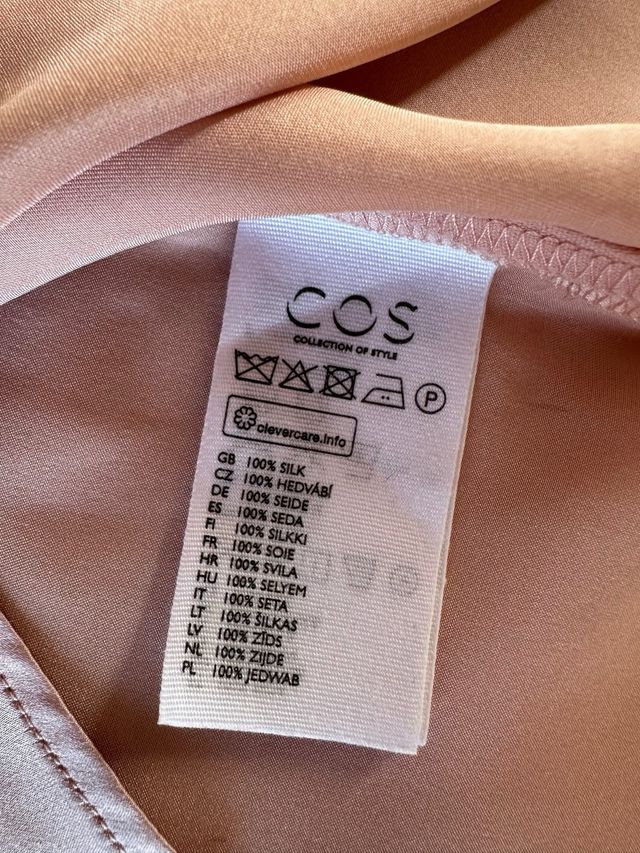 COS
COLLECTION OF STYLE
P
clevercare.info
GB 100% SILK
CZ 100% HEDVÁBÍ
DE 100% SEIDE
ES 100% SEDA
FI 100% SILKKI
FR 100% SOIE
HR 100% SVILA
HU 100% SELYEM
IT 100% SETA
LT 100% ŠILKAS
LV 100% ZĪDS
NL 100% ZIJDE
PL 100% JEDWAB